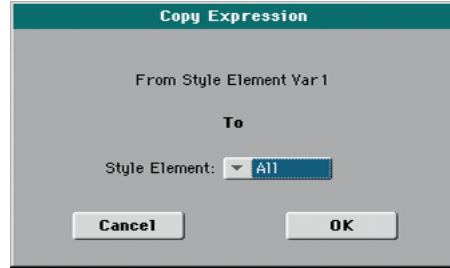 Copy Expression
From Style Element Var1
To
Style Element: All
Cancel OK